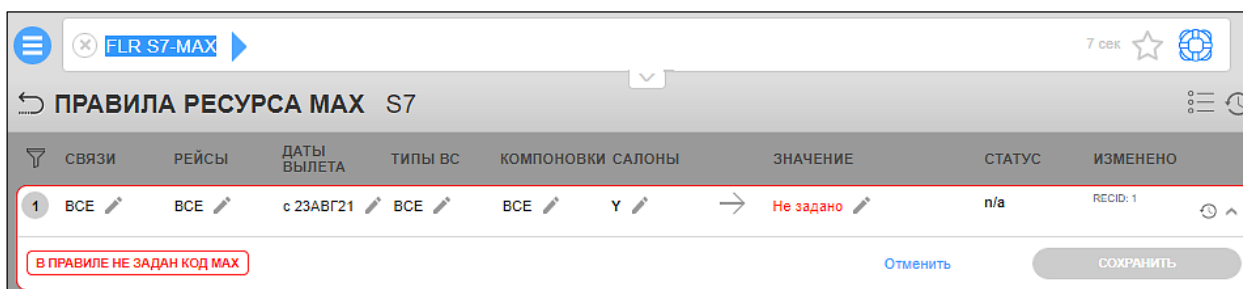 FLR S7-MAX 7 сек
ПРАВИЛА РЕСУРСА MAX S7
СВЯЗИ РЕЙСЫ ДАТЫ ВЫЛЕТА ТИПЫ ВС КОМПОНОВКИ САЛОНЫ ЗНАЧЕНИЕ СТАТУС ИЗМЕНЕНО
1 ВСЕ ВСЕ с 23АВГ21 ВСЕ ВСЕ Y Не задано n/a RECID: 1
В ПРАВИЛЕ НЕ ЗАДАН КОД MAX Отменить СОХРАНИТЬ